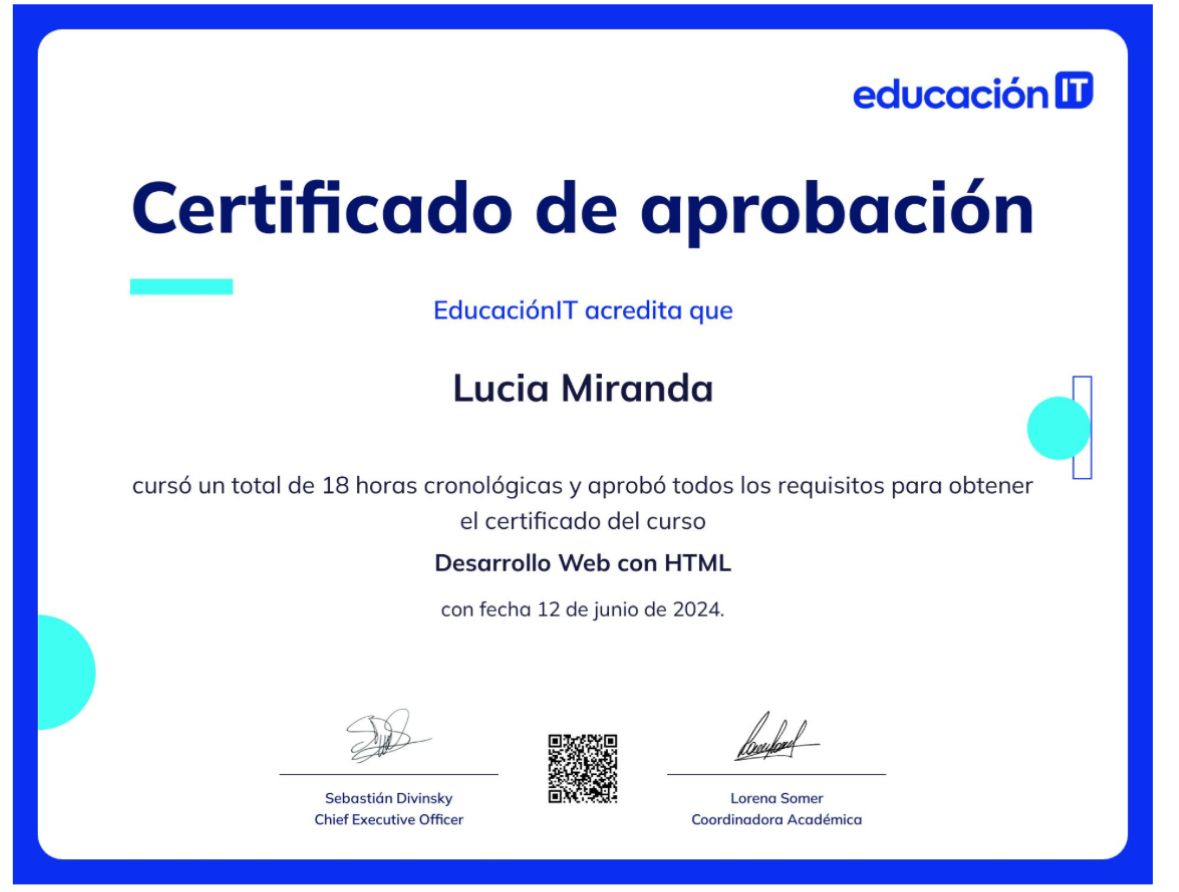 educación IT
Certificado de aprobación
EducaciónIT acredita que
Lucia Miranda
cursó un total de 18 horas cronológicas y aprobó todos los requisitos para obtener
el certificado del curso
Desarrollo Web con HTML
con fecha 12 de junio de 2024.
Sebastián Divinsky
Chief Executive Officer
Lorena Somer
Coordinadora Académica